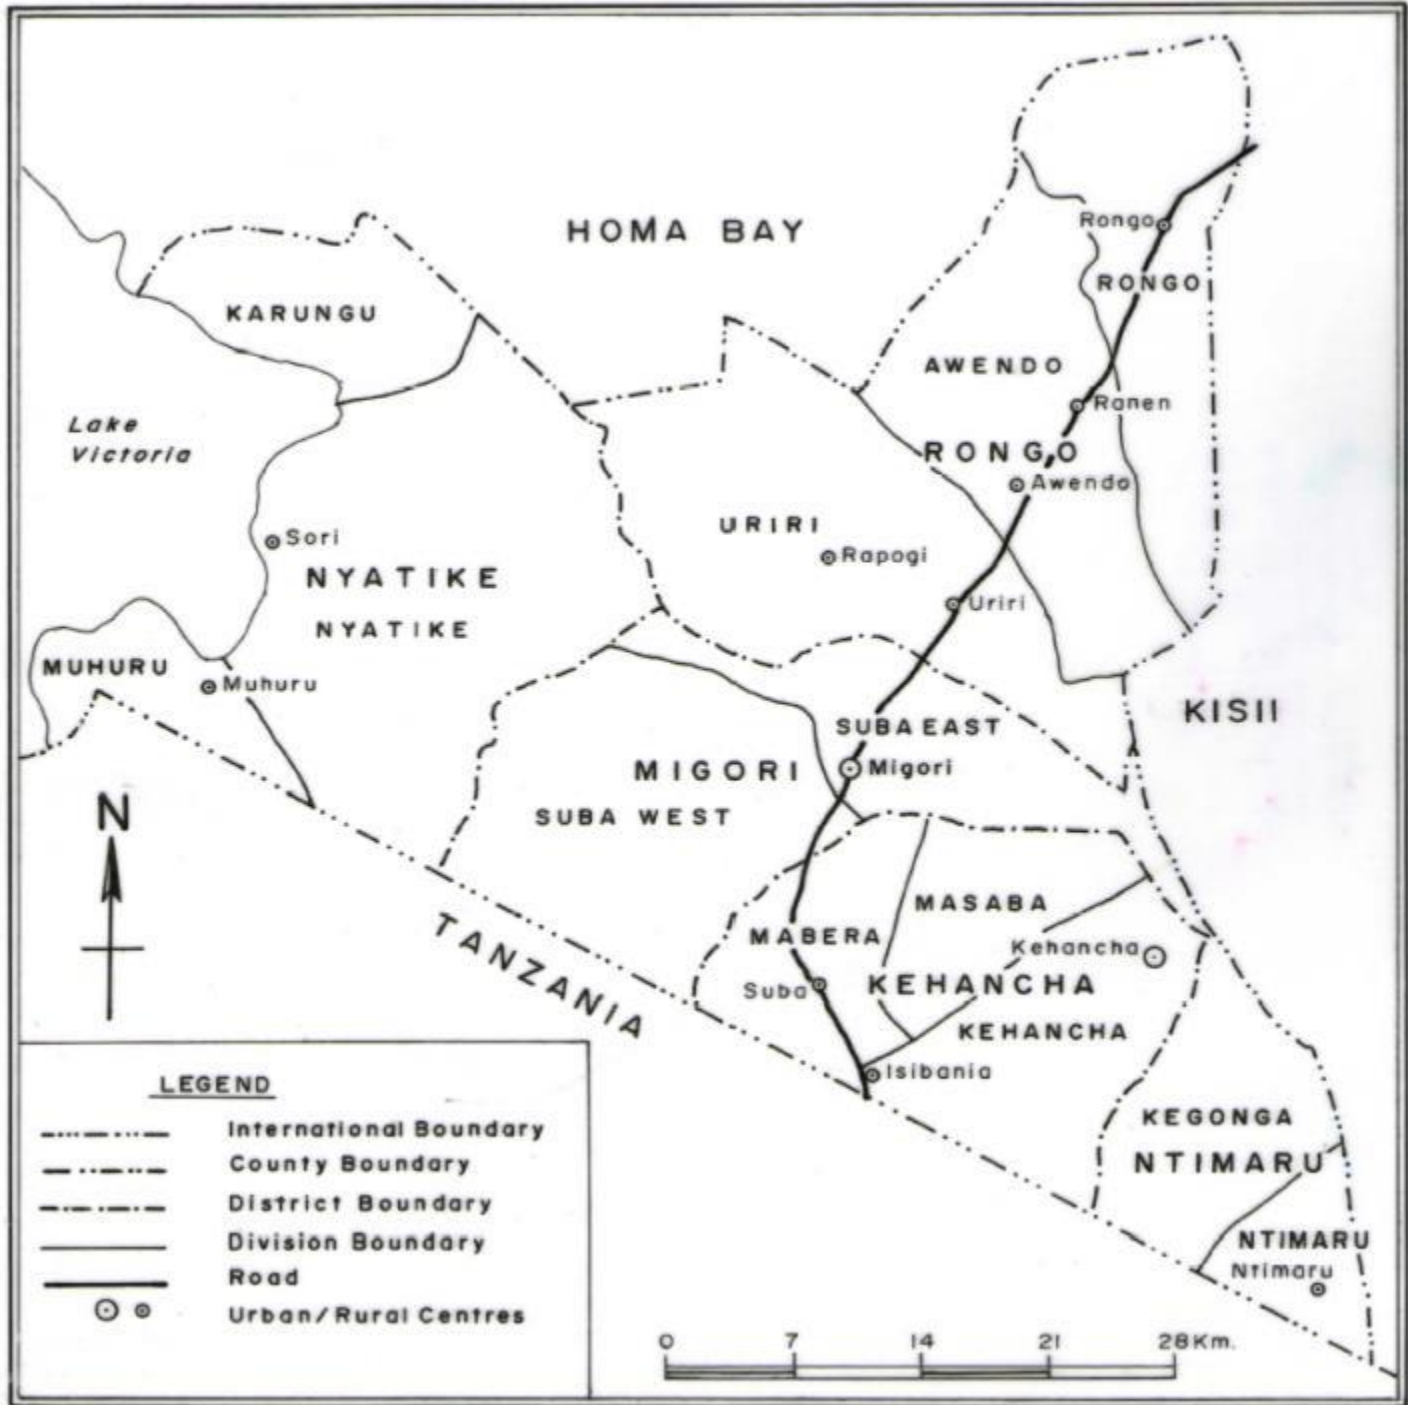 HOMA BAY
Rongo
RONGO
KARUNGU
AWENDO
Ranen
Lake
Victoria
RONGO
Awendo
URIRI
Sori
Rapogi
NYATIKE
Uriri
NYATIKE
MUHURU
Muhuru
KISII
SUBA EAST
MIGORI
Migori
SUBA WEST
N
MASABA
MABERA
Kehancha
TANZANIA
Suba
KEHANCHA
KEHANCHA
Isibania
LEGEND
International Boundary
County Boundary
District Boundary
Division Boundary
Road
Urban/Rural Centres
KEGONGA
NTIMARU
NTIMARU
Ntimaru
0 7 14 21 28Km.